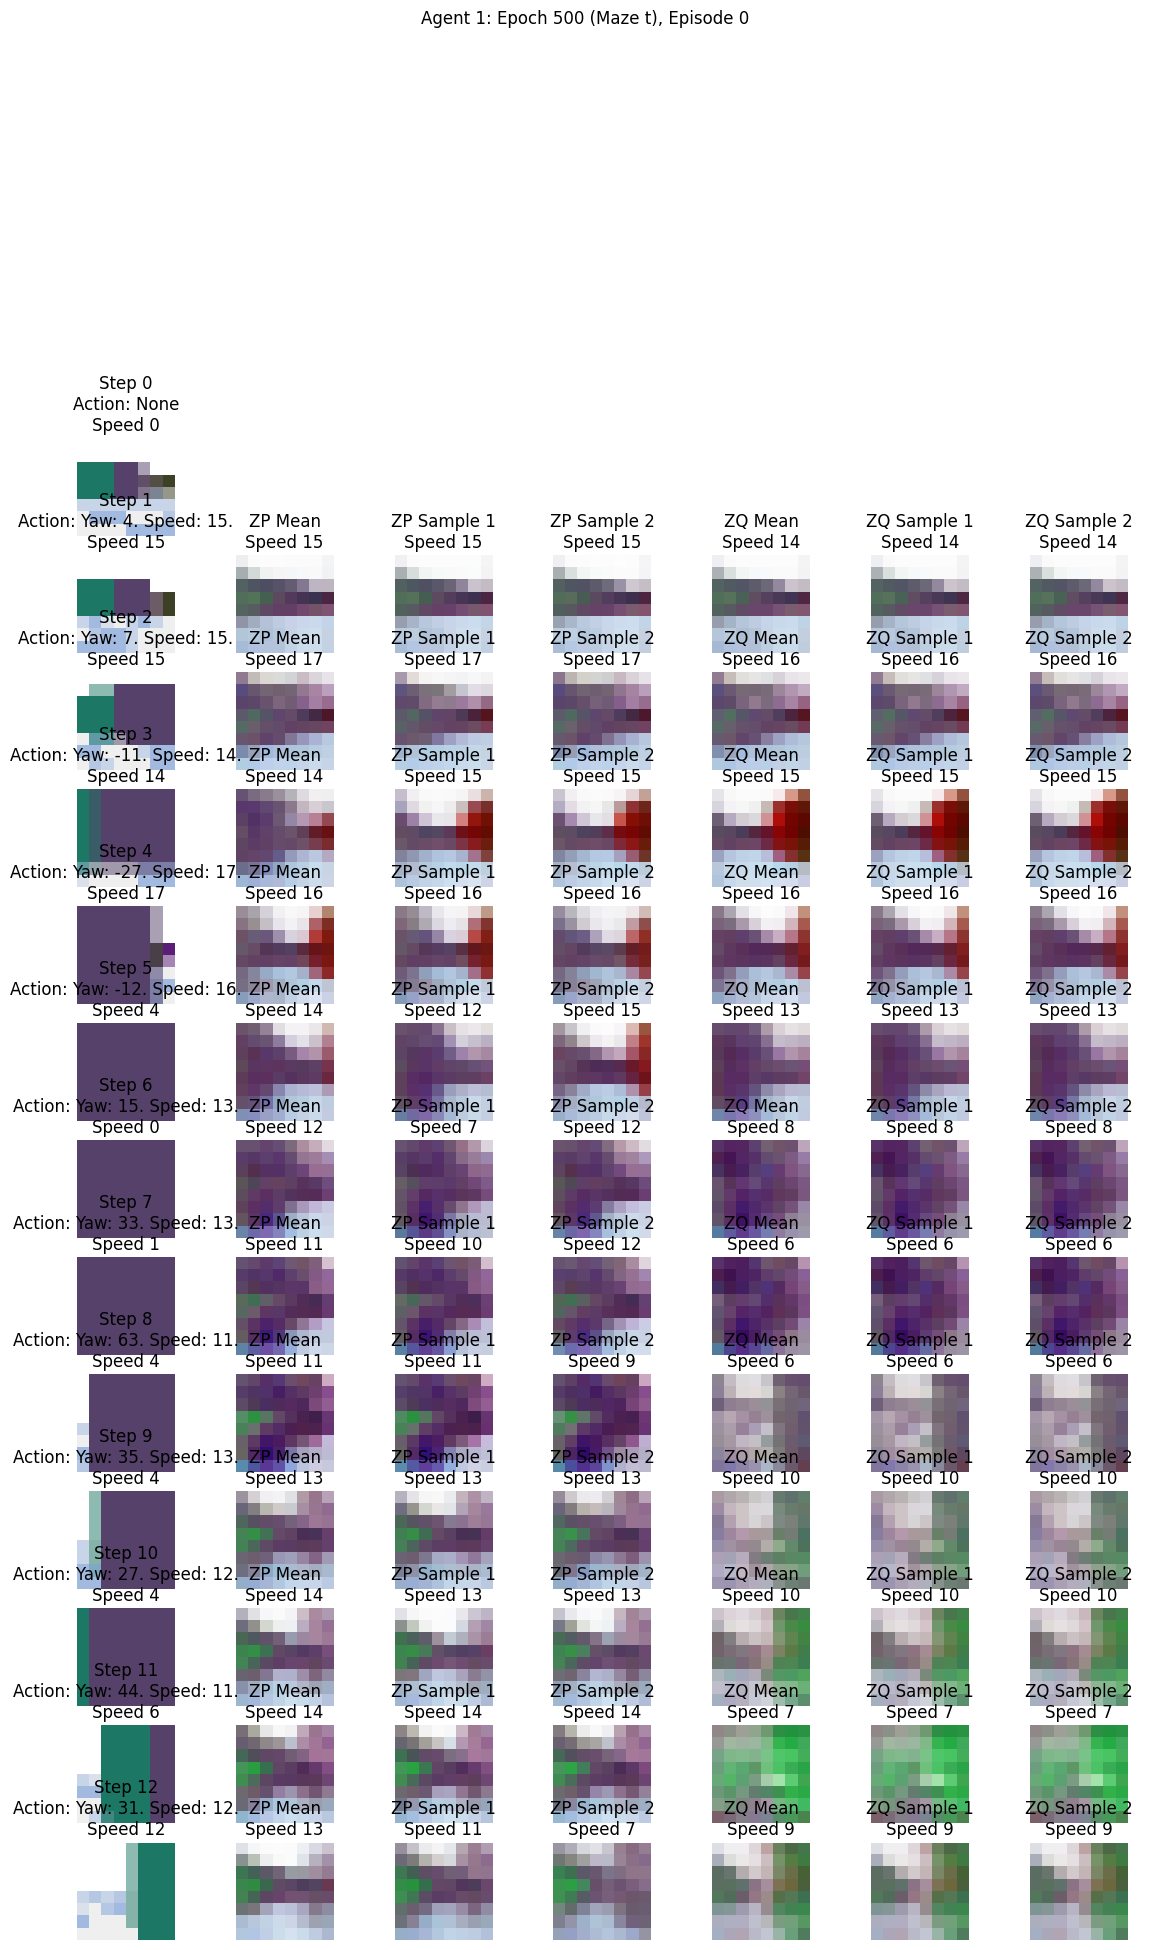 Agent 1: Epoch 500 (Maze t), Episode 0
Step 0
Action: None
Speed 0
Step 1
Action: Yaw: 4. Speed: 15.
Speed 15
ZP Mean
Speed 15
ZP Sample 1
Speed 15
ZP Sample 2
Speed 15
ZQ Mean
Speed 14
ZQ Sample 1
Speed 14
ZQ Sample 2
Speed 14
Step 2
Action: Yaw: 7. Speed: 15.
Speed 15
ZP Mean
Speed 17
ZP Sample 1
Speed 17
ZP Sample 2
Speed 17
ZQ Mean
Speed 16
ZQ Sample 1
Speed 16
ZQ Sample 2
Speed 16
Step 3
Action: Yaw: -11. Speed: 14.
Speed 14
ZP Mean
Speed 14
ZP Sample 1
Speed 15
ZP Sample 2
Speed 15
ZQ Mean
Speed 15
ZQ Sample 1
Speed 15
ZQ Sample 2
Speed 15
Step 4
Action: Yaw: -27. Speed: 17.
Speed 17
ZP Mean
Speed 16
ZP Sample 1
Speed 16
ZP Sample 2
Speed 16
ZQ Mean
Speed 16
ZQ Sample 1
Speed 16
ZQ Sample 2
Speed 16
Step 5
Action: Yaw: -12. Speed: 16.
Speed 4
ZP Mean
Speed 14
ZP Sample 1
Speed 12
ZP Sample 2
Speed 15
ZQ Mean
Speed 13
ZQ Sample 1
Speed 13
ZQ Sample 2
Speed 13
Step 6
Action: Yaw: 15. Speed: 13.
Speed 0
ZP Mean
Speed 12
ZP Sample 1
Speed 7
ZP Sample 2
Speed 12
ZQ Mean
Speed 8
ZQ Sample 1
Speed 8
ZQ Sample 2
Speed 8
Step 7
Action: Yaw: 33. Speed: 13.
Speed 1
ZP Mean
Speed 11
ZP Sample 1
Speed 10
ZP Sample 2
Speed 12
ZQ Mean
Speed 6
ZQ Sample 1
Speed 6
ZQ Sample 2
Speed 6
Step 8
Action: Yaw: 63. Speed: 11.
Speed 4
ZP Mean
Speed 11
ZP Sample 1
Speed 11
ZP Sample 2
Speed 9
ZQ Mean
Speed 6
ZQ Sample 1
Speed 6
ZQ Sample 2
Speed 6
Step 9
Action: Yaw: 35. Speed: 13.
Speed 4
ZP Mean
Speed 13
ZP Sample 1
Speed 13
ZP Sample 2
Speed 13
ZQ Mean
Speed 10
ZQ Sample 1
Speed 10
ZQ Sample 2
Speed 10
Step 10
Action: Yaw: 27. Speed: 12.
Speed 4
ZP Mean
Speed 14
ZP Sample 1
Speed 13
ZP Sample 2
Speed 13
ZQ Mean
Speed 10
ZQ Sample 1
Speed 10
ZQ Sample 2
Speed 10
Step 11
Action: Yaw: 44. Speed: 11.
Speed 6
ZP Mean
Speed 14
ZP Sample 1
Speed 14
ZP Sample 2
Speed 14
ZQ Mean
Speed 7
ZQ Sample 1
Speed 7
ZQ Sample 2
Speed 7
Step 12
Action: Yaw: 31. Speed: 12.
Speed 12
ZP Mean
Speed 13
ZP Sample 1
Speed 11
ZP Sample 2
Speed 7
ZQ Mean
Speed 9
ZQ Sample 1
Speed 9
ZQ Sample 2
Speed 9